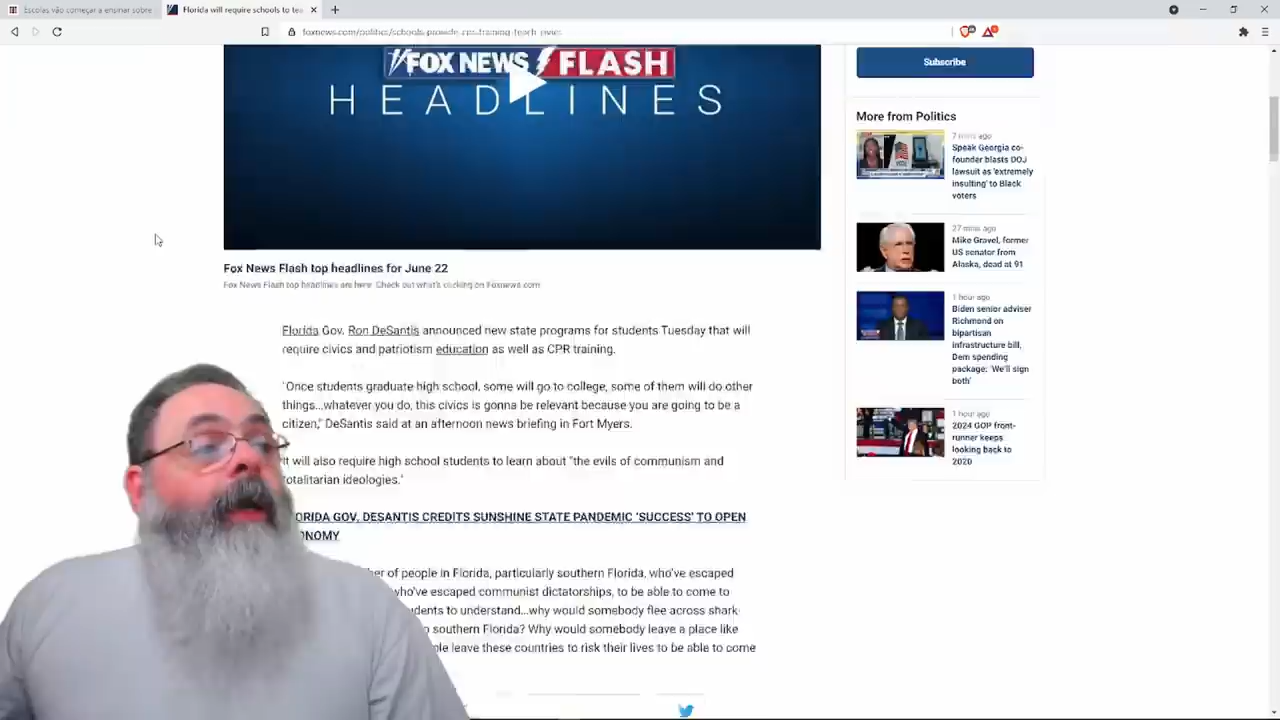 Escolas vão começar a ensinar sobre
Florida will require schools to tea
foxnews.com/politics/schools-provide-cpr-training-teach-civics
FOX NEWS FLASH
HEADLINES
Fox News Flash top headlines for June 22
Fox News Flash top headlines are here. Check out what's clicking on Foxnews.com
Florida Gov. Ron DeSantis announced new state programs for students Tuesday that will
require civics and patriotism education as well as CPR training.
"Once students graduate high school, some will go to college, some of them will do other
things...whatever you do, this civics is gonna be relevant because you are going to be a
citizen," DeSantis said at an afternoon news briefing in Fort Myers.
It will also require high school students to learn about "the evils of communism and
totalitarian ideologies."
ORIDA GOV. DESANTIS CREDITS SUNSHINE STATE PANDEMIC 'SUCCESS' TO OPEN
ONOMY
ber of people in Florida, particularly southern Florida, who've escaped
who've escaped communist dictatorships, to be able to come to
udents to understand...why would somebody flee across shark-
o southern Florida? Why would somebody leave a place like
ple leave these countries to risk their lives to be able to come
Subscribe
More from Politics
7 mins ago
Speak Georgia co-
founder blasts DOJ
lawsuit as 'extremely
insulting' to Black
voters
27 mins ago
Mike Gravel, former
US senator from
Alaska, dead at 91
1 hour ago
Biden senior adviser
Richmond on
bipartisan
infrastructure bill,
Dem spending
package: 'We'll sign
both'
1 hour ago
2024 GOP front-
runner keeps
looking back to
2020